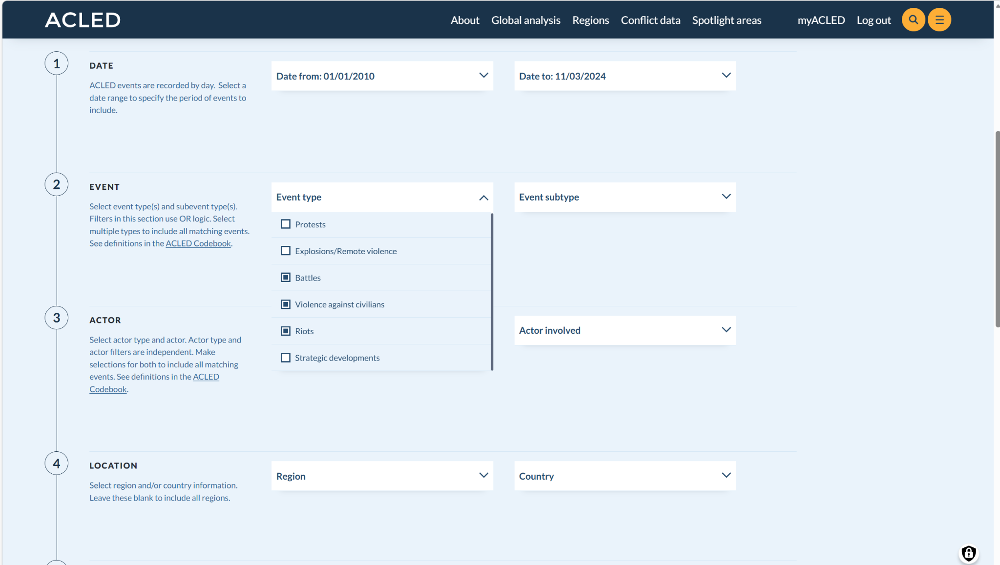 ACLED
About Global analysis Regions Conflict data Spotlight areas myACLED Log out
1
DATE
ACLED events are recorded by day. Select a
date range to specify the period of events to
include.
Date from: 01/01/2010
Date to: 11/03/2024
2
EVENT
Select event type(s) and subevent type(s).
Filters in this section use OR logic. Select
multiple types to include all matching events.
See definitions in the ACLED Codebook.
Event type
Protests
Explosions/Remote violence
Battles
Violence against civilians
Riots
Strategic developments
Event subtype
3
ACTOR
Select actor type and actor. Actor type and
actor filters are independent. Make
selections for both to include all matching
events. See definitions in the ACLED
Codebook.
Actor involved
4
LOCATION
Select region and/or country information.
Leave these blank to include all regions.
Region
Country